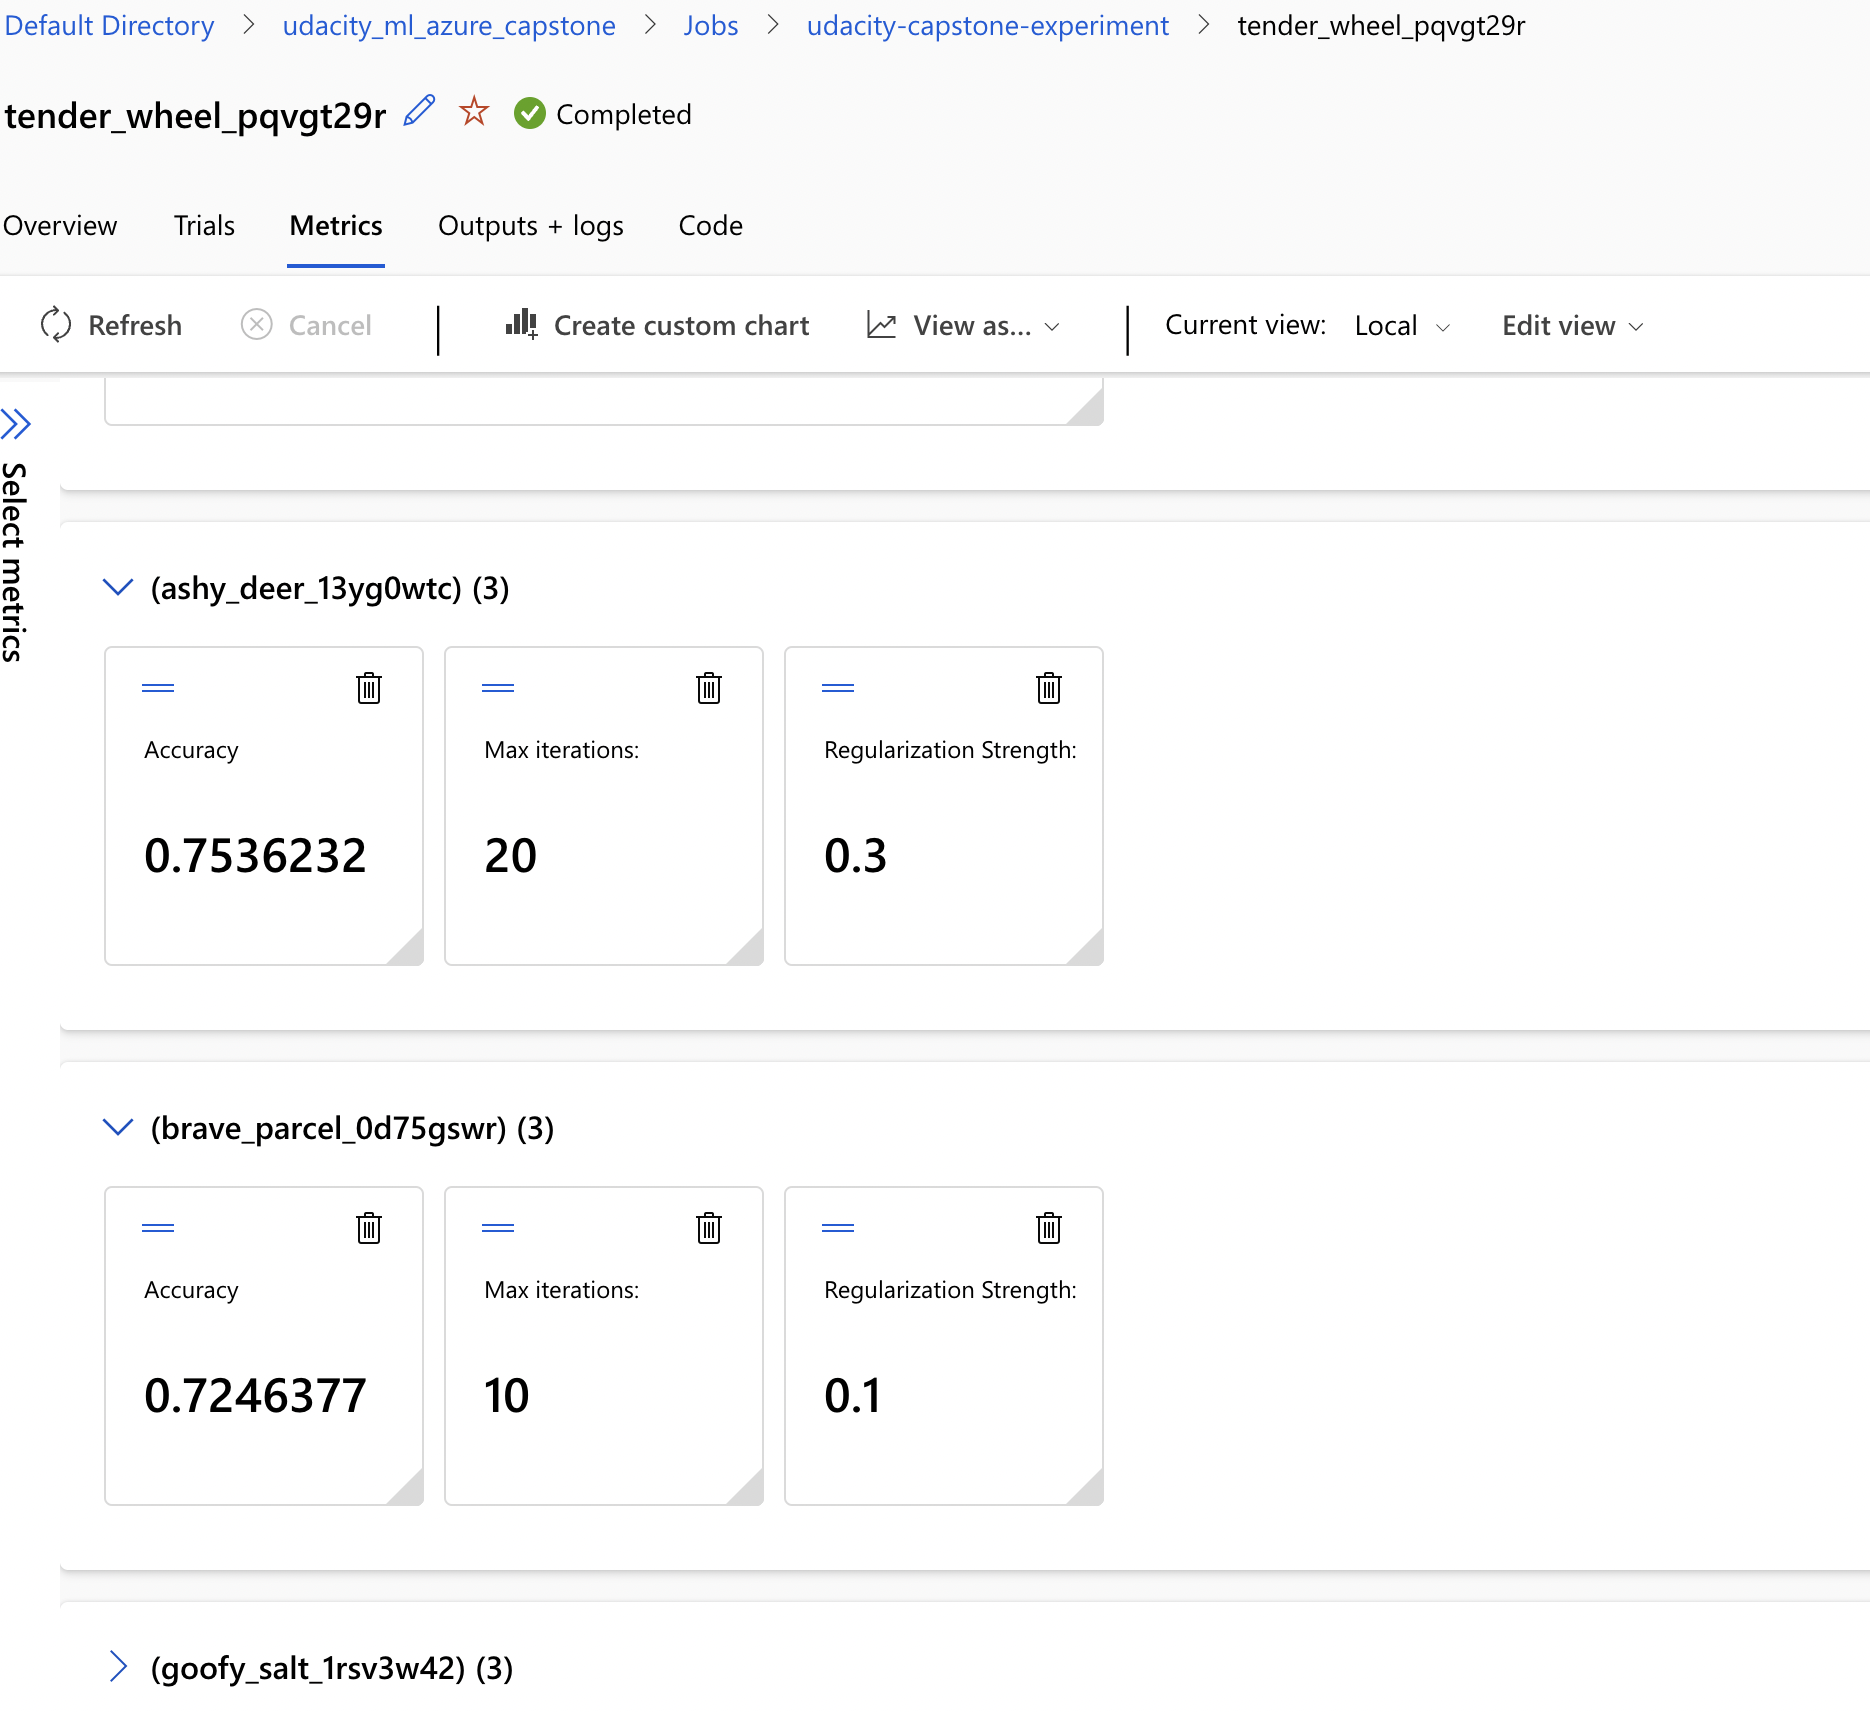 Default Directory > udacity_ml_azure_capstone > Jobs > udacity-capstone-experiment > tender_wheel_pqvgt29r
tender_wheel_pqvgt29r Completed
Overview Trials Metrics Outputs + logs Code
Refresh Cancel Create custom chart View as... Current view: Local Edit view
Select metrics
(ashy_deer_13yg0wtc) (3)
Accuracy Max iterations: Regularization Strength:
0.7536232 20 0.3
(brave_parcel_0d75gswr) (3)
Accuracy Max iterations: Regularization Strength:
0.7246377 10 0.1
(goofy_salt_1rsv3w42) (3)